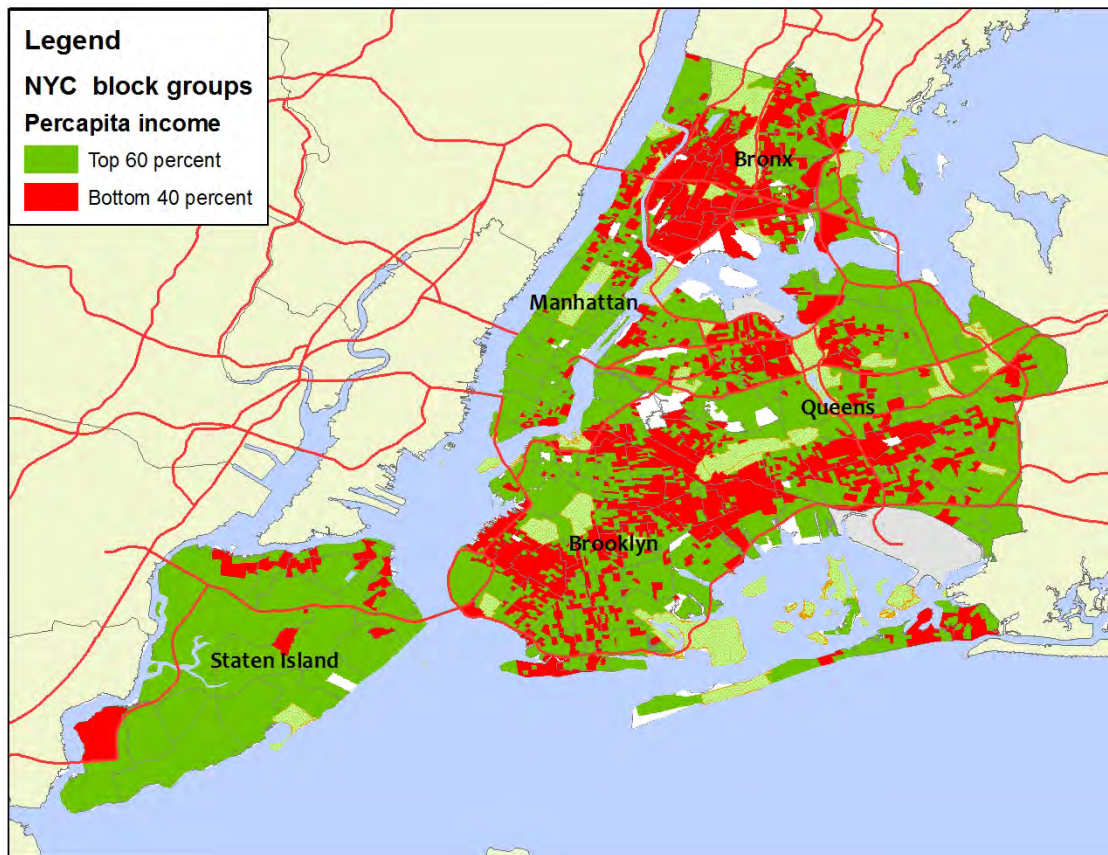 Legend
NYC block groups
Percapita income
Top 60 percent
Bottom 40 percent
Bronx
Manhattan
Queens
Brooklyn
Staten Island